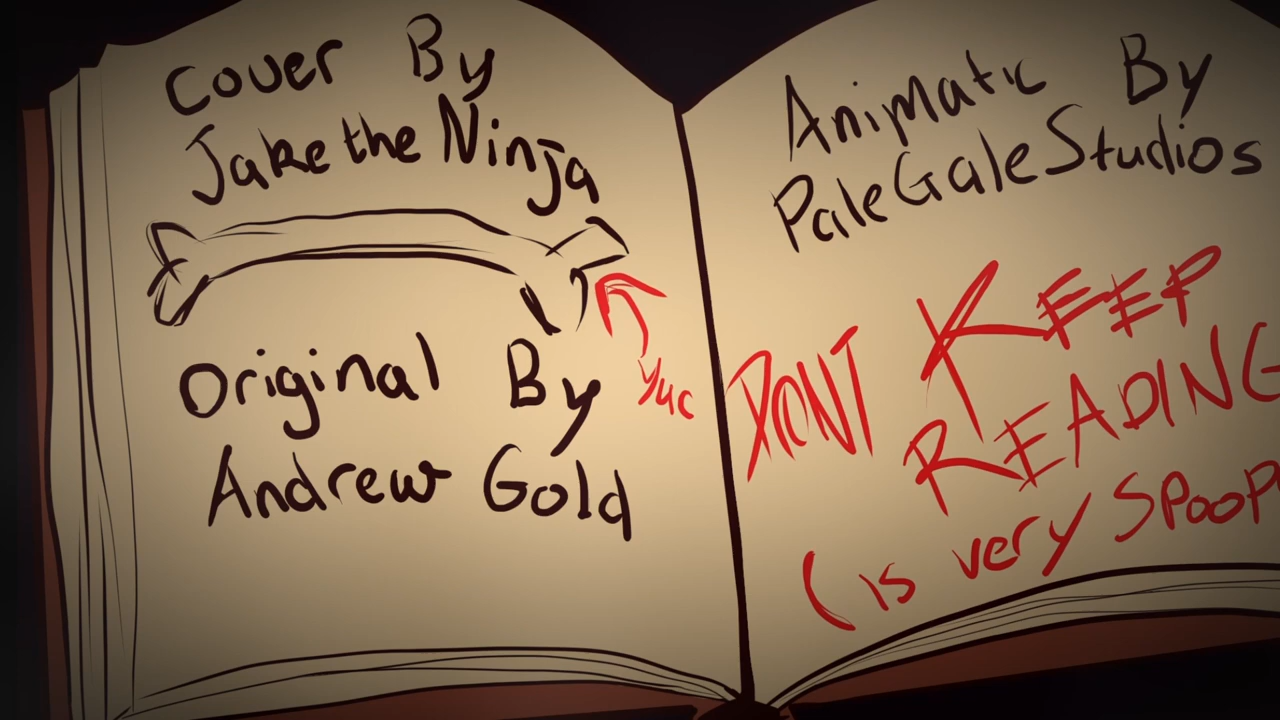 Cover By
Jake the Ninja
yuc
Original By
Andrew Gold
Animatic By
PaleGaleStudios
DONT KEEP
READING
(is very SPOOP